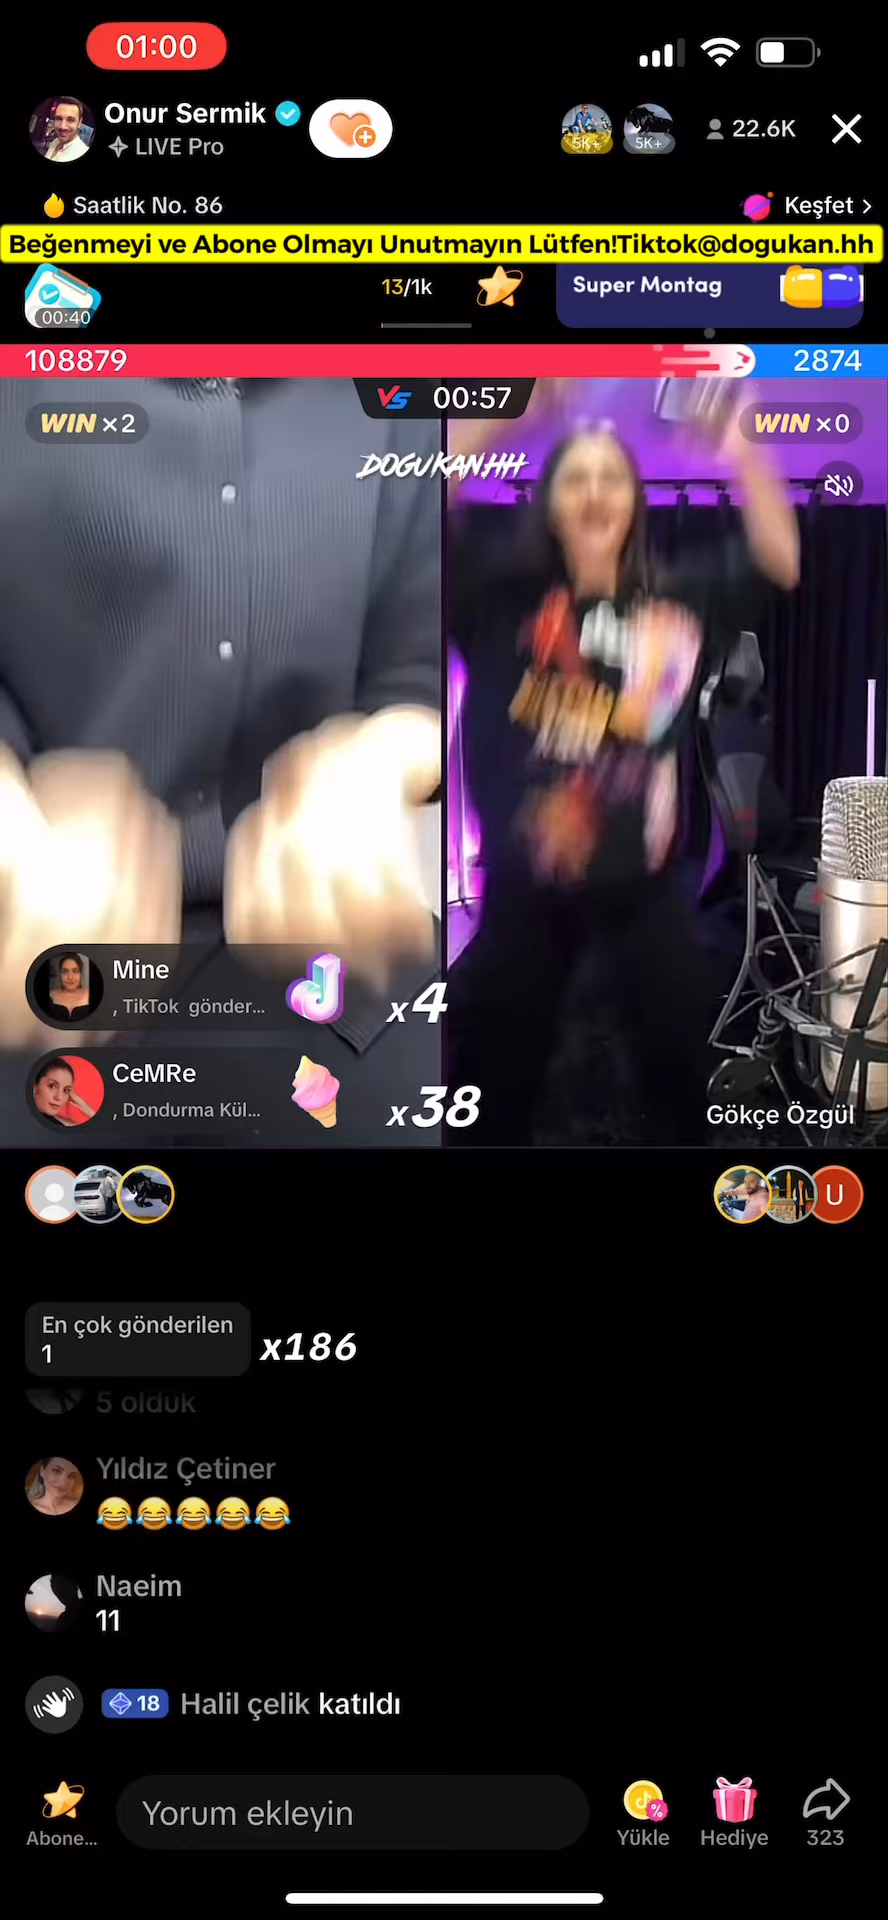 01:00
Onur Sermik
LIVE Pro
5K+
5K+
22.6K
Saatlik No. 86
Keşfet >
Beğenmeyi ve Abone Olmayı Unutmayın Lütfen!Tiktok@dogukan.hh
00:40
13/1k
Super Montag
108879
2874
WIN x2
VS 00:57
WIN x0
DOGUKAN.HH
Mine
, TikTok gönder...
x4
CeMRe
, Dondurma Kül...
x38
Gökçe Özgül
U
En çok gönderilen
1
x186
5 olduk
Yıldız Çetiner
😂😂😂😂😂
Naeim
11
18 Halil çelik katıldı
Yorum ekleyin
Abone...
Yükle
Hediye
323